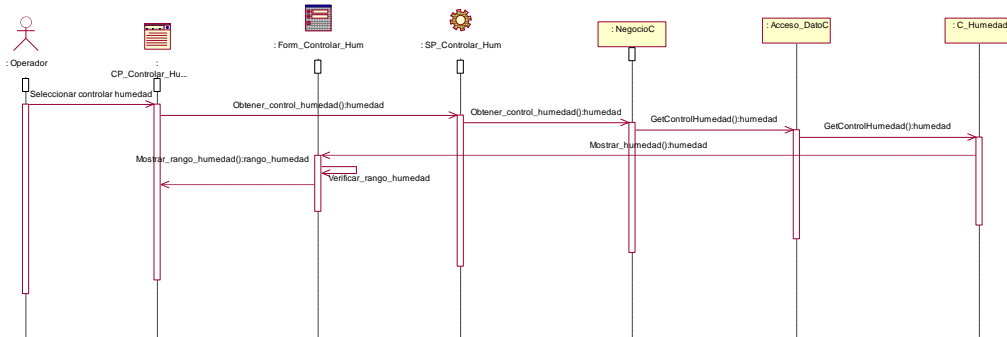 : Operador
:
CP_Controlar_Hu...
: Form_Controlar_Hum
: SP_Controlar_Hum
: NegocioC
: Acceso_DatoC
: C_Humedad
Seleccionar controlar humedad
Obtener_control_humedad():humedad
Obtener_control_humedad():humedad
GetControlHumedad():humedad
GetControlHumedad():humedad
Mostrar_humedad():humedad
Mostrar_rango_humedad():rango_humedad
Verificar_rango_humedad